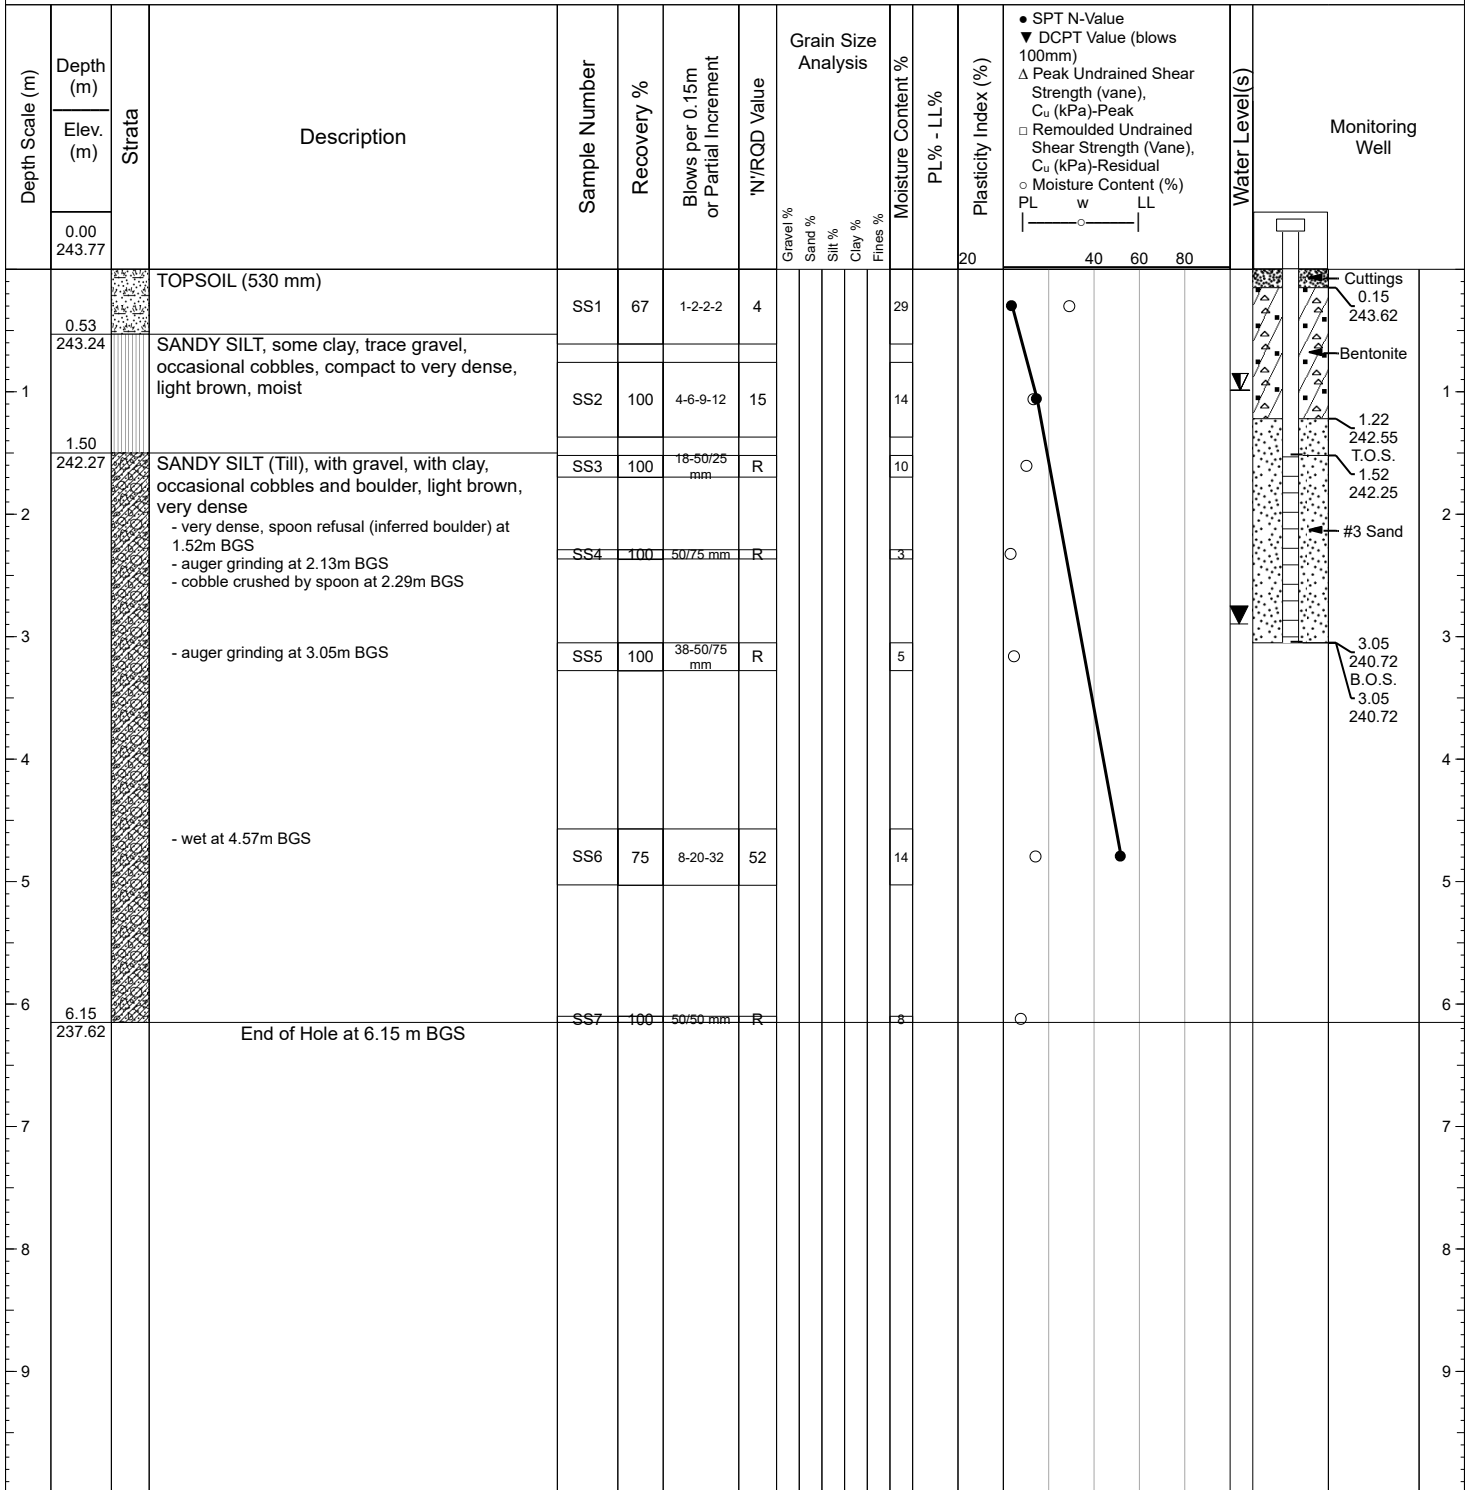 Depth Scale (m)
Depth
(m)
Elev.
(m)
0.00
243.77
Strata
Description
Sample Number
Recovery %
Blows per 0.15m
or Partial Increment
'N'/RQD Value
Grain Size
Analysis
Gravel %
Sand %
Silt %
Clay %
Fines %
Moisture Content %
PL% - LL%
Plasticity Index (%)
● SPT N-Value
▼ DCPT Value (blows
100mm)
Δ Peak Undrained Shear
Strength (vane),
Cᵤ (kPa)-Peak
□ Remoulded Undrained
Shear Strength (Vane),
Cᵤ (kPa)-Residual
○ Moisture Content (%)
PL w LL
20 40 60 80
Water Level(s)
Monitoring
Well
TOPSOIL (530 mm)
SS1 67 1-2-2-2 4 29
0.53
243.24
SANDY SILT, some clay, trace gravel,
occasional cobbles, compact to very dense,
light brown, moist
SS2 100 4-6-9-12 15 14
1.50
242.27
SANDY SILT (Till), with gravel, with clay,
occasional cobbles and boulder, light brown,
very dense
- very dense, spoon refusal (inferred boulder) at
1.52m BGS
- auger grinding at 2.13m BGS
- cobble crushed by spoon at 2.29m BGS
SS3 100 18-50/25
mm
R 10
SS4 100 50/75 mm R 3
- auger grinding at 3.05m BGS
SS5 100 38-50/75
mm
R 5
- wet at 4.57m BGS
SS6 75 8-20-32 52 14
6.15
237.62
SS7 100 50/50 mm R 8
End of Hole at 6.15 m BGS
Cuttings
0.15
243.62
Bentonite
1.22
242.55
T.O.S.
1.52
242.25
#3 Sand
3.05
240.72
B.O.S.
3.05
240.72
1
2
3
4
5
6
7
8
9
1
2
3
4
5
6
7
8
9